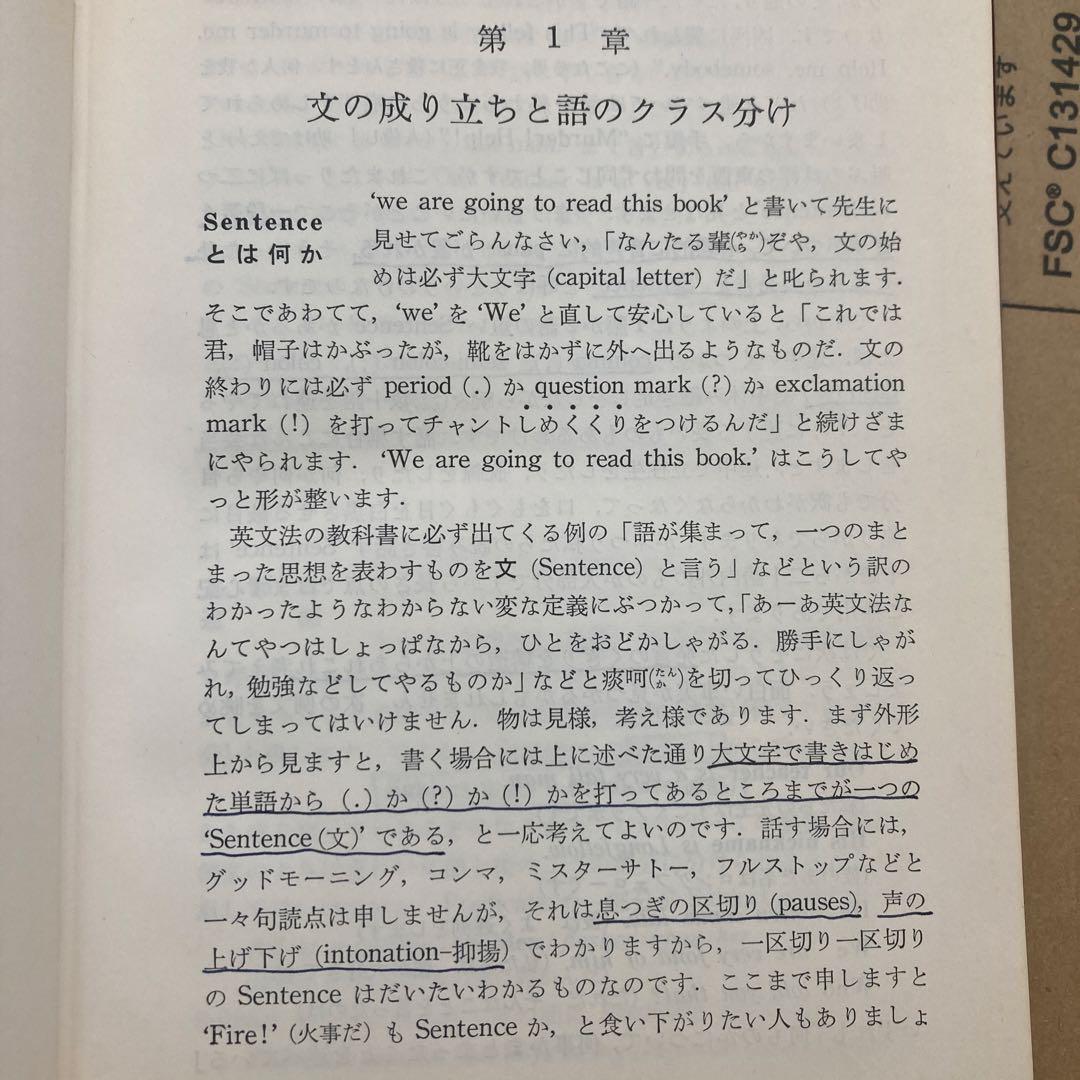 第 1 章
文の成り立ちと語のクラス分け
Sentence
とは何か
‘we are going to read this book’ と書いて先生に
見せてごらんなさい，「なんたる輩(やから)ぞや，文の始
めは必ず大文字 (capital letter) だ」と叱られます．
そこであわてて，‘we’ を ‘We’ と直して安心していると「これでは
君，帽子はかぶったが，靴をはかずに外へ出るようなものだ．文の
終わりには必ず period (.) か question mark (?) か exclamation
mark (!) を打ってチャントしめくくりをつけるんだ」と続けざま
にやられます．‘We are going to read this book.’ はこうしてや
っと形が整います．
英文法の教科書に必ず出てくる例の「語が集まって，一つのまと
まった思想を表わすものを文 (Sentence) と言う」などという訳の
わかったようなわからない変な定義にぶつかって，「あーあ英文法な
んてやつはしょっぱなから，ひとをおどかしゃがる．勝手にしゃが
れ，勉強などしてやるものか」などと痰呵(たんか)を切ってひっくり返っ
てしまってはいけません．物は見様，考え様であります．まず外形
上から見ますと，書く場合には上に述べた通り大文字で書きはじめ
た単語から (.) か (?) か (!) かを打ってあるところまでが一つの
‘Sentence (文)’ である，と一応考えてよいのです．話す場合には，
グッドモーニング，コンマ，ミスターサトー，フルストップなどと
一々句読点は申しませんが，それは息つぎの区切り (pauses)，声の
上げ下げ (intonation–抑揚) でわかりますから，一区切り一区切り
の Sentence はだいたいわかるものなのです．ここまで申しますと
‘Fire!’ (火事だ) も Sentence か，と食い下がりたい人もありましょ
支えています
FSC® C131429